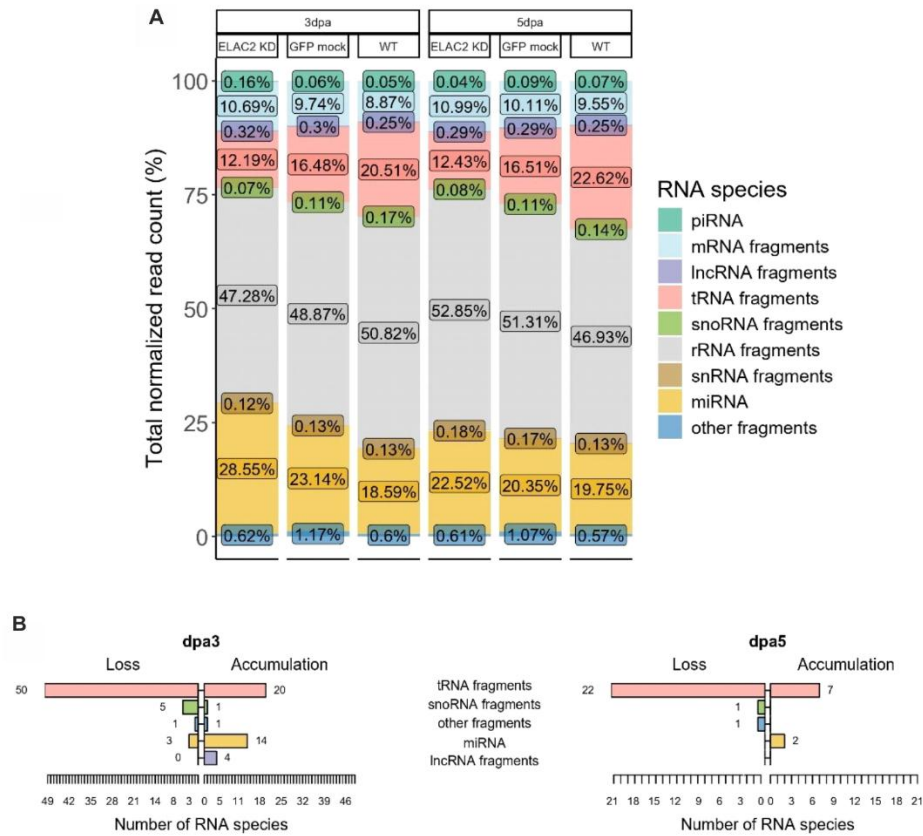 A
3dpa 5dpa
ELAC2 KD GFP mock WT ELAC2 KD GFP mock WT
Total normalized read count (%)
100
75
50
25
0
0.16% 0.06% 0.05% 0.04% 0.09% 0.07%
10.69% 9.74% 8.87% 10.99% 10.11% 9.55%
0.32% 0.3% 0.25% 0.29% 0.29% 0.25%
12.19% 16.48% 20.51% 12.43% 16.51% 22.62%
0.07% 0.11% 0.17% 0.08% 0.11% 0.14%
47.28% 48.87% 50.82% 52.85% 51.31% 46.93%
0.12% 0.13% 0.13% 0.18% 0.17% 0.13%
28.55% 23.14% 18.59% 22.52% 20.35% 19.75%
0.62% 1.17% 0.6% 0.61% 1.07% 0.57%
RNA species
piRNA
mRNA fragments
lncRNA fragments
tRNA fragments
snoRNA fragments
rRNA fragments
snRNA fragments
miRNA
other fragments
B
dpa3 dpa5
Loss Accumulation Loss Accumulation
50 20 tRNA fragments 22 7
5 1 snoRNA fragments 1
1 1 other fragments 1
3 14 miRNA 2
0 4 lncRNA fragments
49 42 35 28 21 15 9 3 0 5 11 18 25 32 39 46 21 18 15 12 9 6 3 0 0 3 6 9 12 15 18 21
Number of RNA species Number of RNA species